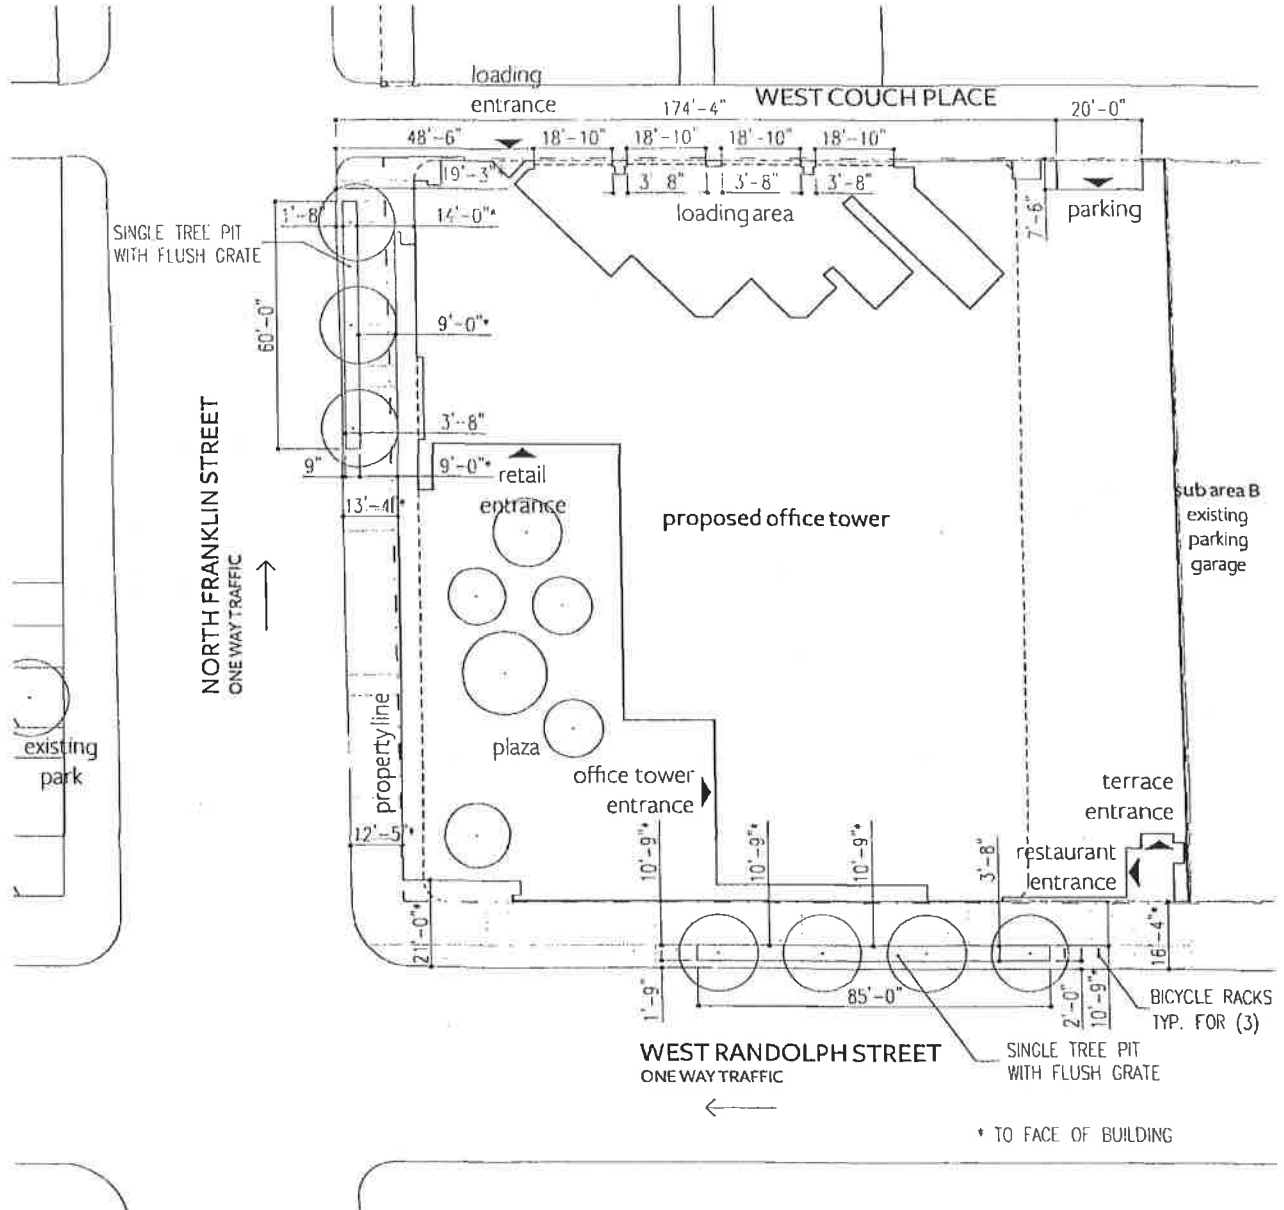 loading
entrance
WEST COUCH PLACE
174'-4"
20'-0"
48'-6"
18'-10"
18'-10"
18'-10"
18'-10"
19'-3"*
3'-8"
3'-8"
3'-8"
loading area
7'-6"
parking
1'-8"
14'-0"*
SINGLE TREE PIT
WITH FLUSH GRATE
60'-0"
9'-0"*
3'-8"
9"
9'-0"*
retail
entrance
13'-4"*
proposed office tower
sub area B
existing
parking
garage
NORTH FRANKLIN STREET
ONE WAY TRAFFIC
property line
existing
park
plaza
office tower
entrance
terrace
entrance
restaurant
entrance
12'-5"*
10'-9"*
10'-9"*
10'-9"*
3'-8"
21'-0"*
16'-4"*
1'-9"
85'-0"
2'-0"
10'-9"*
BICYCLE RACKS
TYP. FOR (3)
WEST RANDOLPH STREET
ONE WAY TRAFFIC
SINGLE TREE PIT
WITH FLUSH GRATE
* TO FACE OF BUILDING